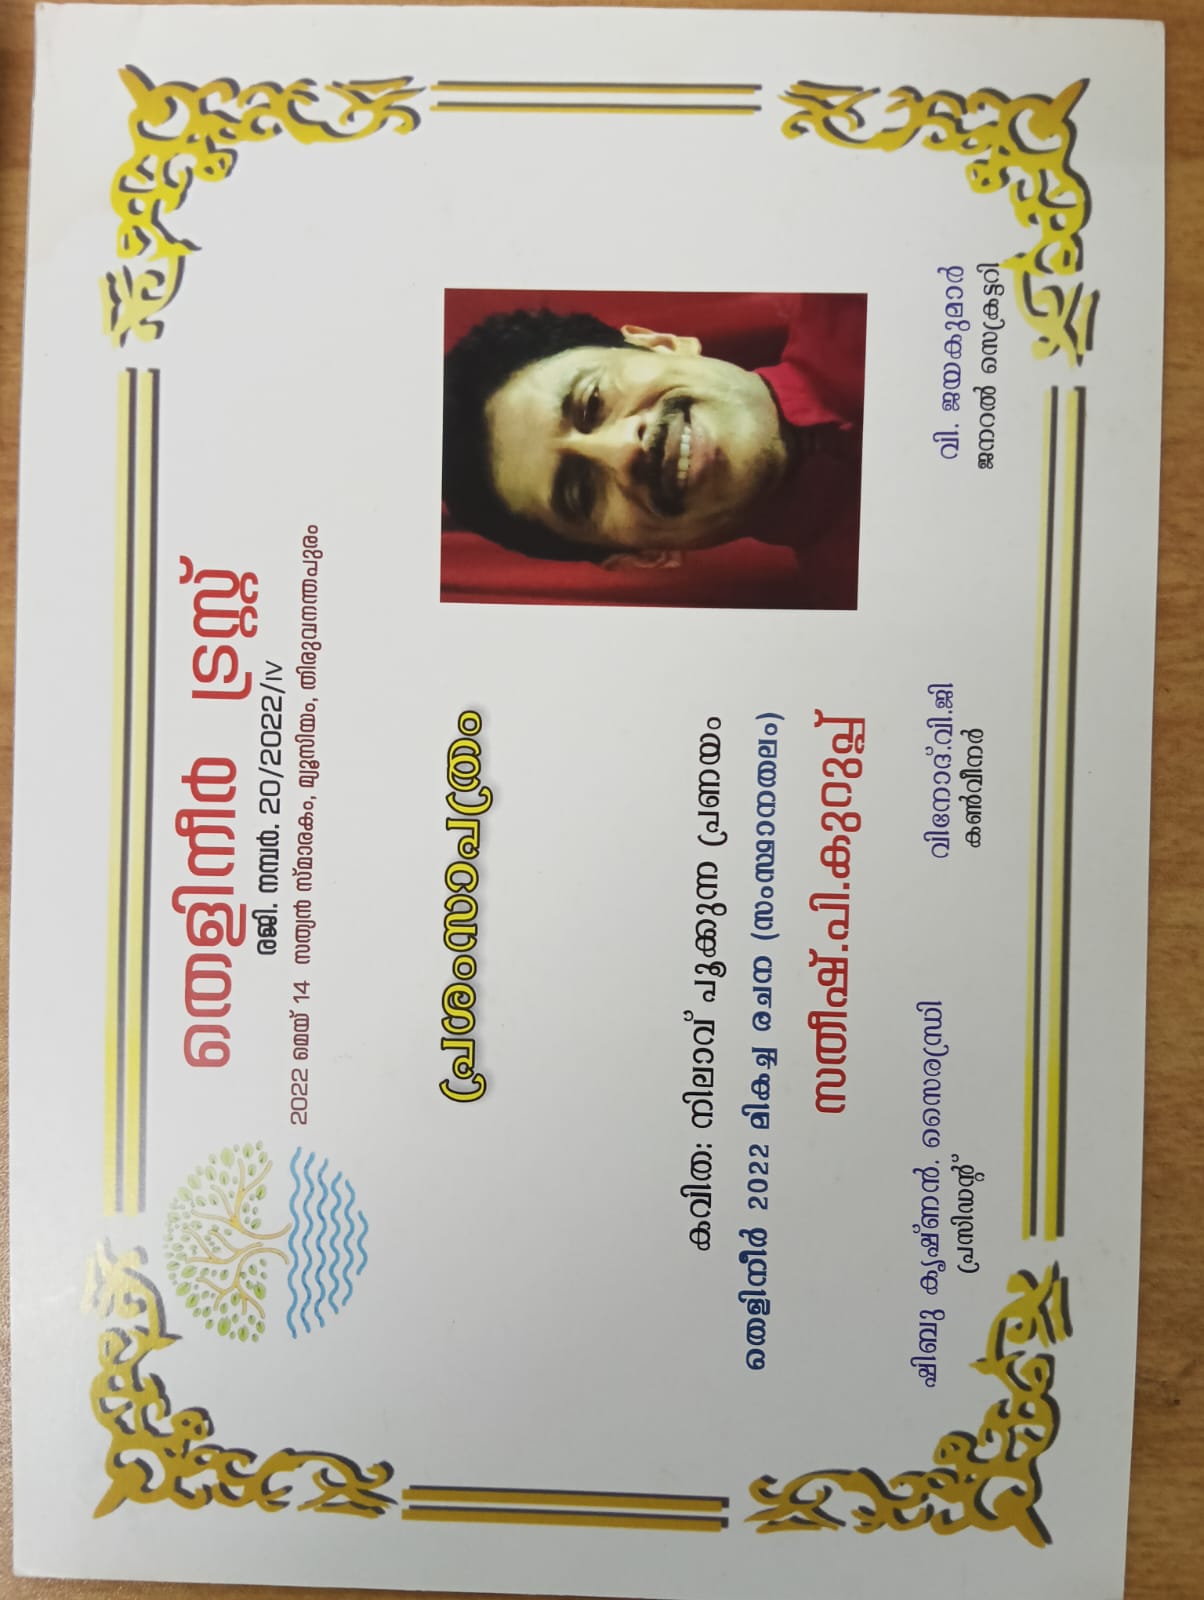 തെളിനീർ ട്രസ്റ്റ്
രജി. നമ്പർ. 20/2022/IV
2022 മെയ് 14 സത്യൻ സ്മാരകം, മ്യൂസിയം, തിരുവനന്തപുരം
പ്രശംസാപത്രം
കവിത: നിലാവ് പൂക്കുന്ന പ്രണയം
തെളിനീർ 2022 മികച്ച രചന (സംസ്ഥാനതലം)
സതീഷ്.പി.കുറുപ്പ്
ഷിബു കൃഷ്ണൻ. സൈരന്ധ്രി
പ്രസിഡന്റ്
വിനോദ്.വി.ജി
കൺവീനർ
വി. ജയകുമാർ
ജനറൽ സെക്രട്ടറി